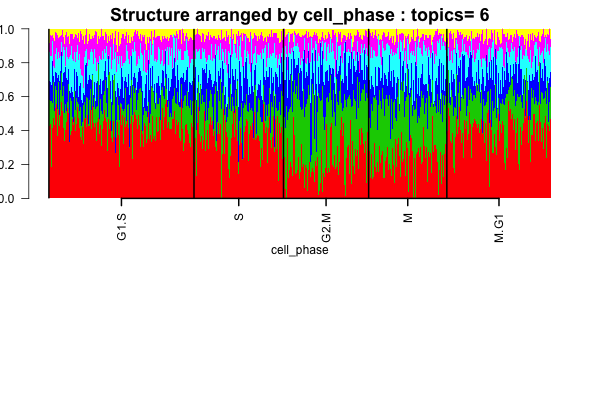 Structure arranged by cell_phase : topics= 6
1.0
0.8
0.6
0.4
0.2
0.0
G1.S
S
G2.M
M
M.G1
cell_phase